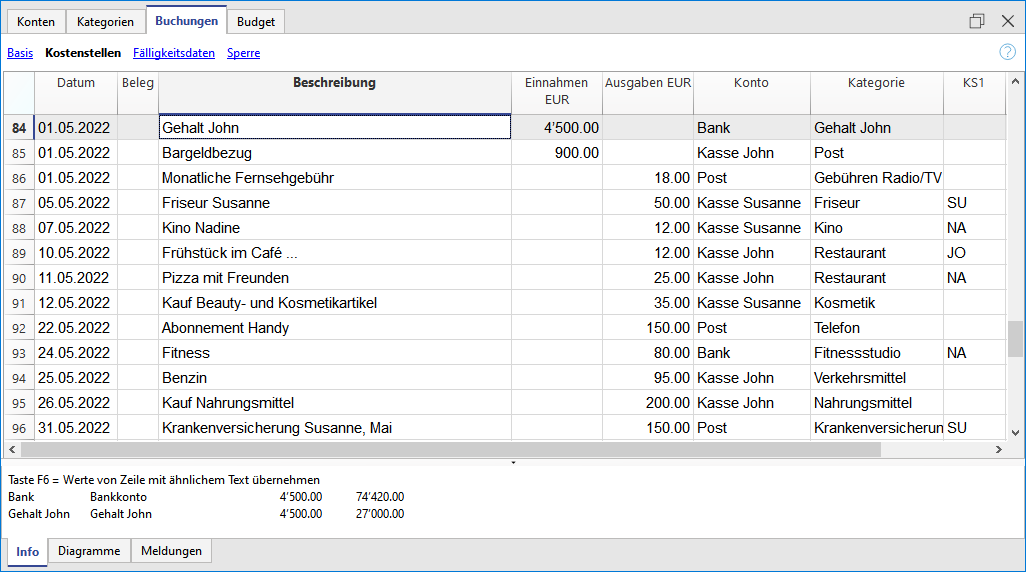 Konten Kategorien Buchungen Budget
Basis Kostenstellen Fälligkeitsdaten Sperre
Datum Beleg Beschreibung Einnahmen EUR Ausgaben EUR Konto Kategorie KS1
84 01.05.2022 Gehalt John 4'500.00 Bank Gehalt John
85 01.05.2022 Bargeldbezug 900.00 Kasse John Post
86 01.05.2022 Monatliche Fernsehgebühr 18.00 Post Gebühren Radio/TV
87 05.05.2022 Friseur Susanne 50.00 Kasse Susanne Friseur SU
88 07.05.2022 Kino Nadine 12.00 Kasse Susanne Kino NA
89 10.05.2022 Frühstück im Café ... 12.00 Kasse John Restaurant JO
90 11.05.2022 Pizza mit Freunden 25.00 Kasse John Restaurant NA
91 12.05.2022 Kauf Beauty- und Kosmetikartikel 35.00 Kasse Susanne Kosmetik
92 22.05.2022 Abonnement Handy 150.00 Post Telefon
93 24.05.2022 Fitness 80.00 Bank Fitnessstudio NA
94 25.05.2022 Benzin 95.00 Kasse John Verkehrsmittel
95 26.05.2022 Kauf Nahrungsmittel 200.00 Kasse John Nahrungsmittel
96 31.05.2022 Krankenversicherung Susanne, Mai 150.00 Post Krankenversicherun SU
Taste F6 = Werte von Zeile mit ähnlichem Text übernehmen
Bank Bankkonto 4'500.00 74'420.00
Gehalt John Gehalt John 4'500.00 27'000.00
Info Diagramme Meldungen